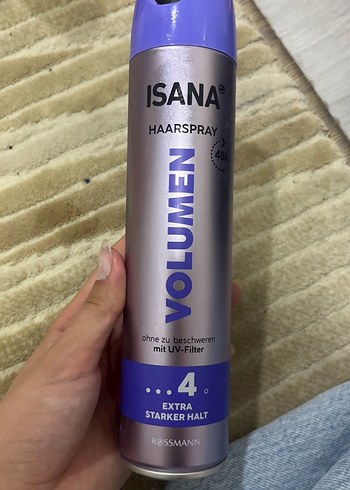 ISANA
HAARSPRAY
48h
VOLUMEN
ohne zu beschweren
mit UV-Filter
4
EXTRA
STARKER HALT
ROSSMANN